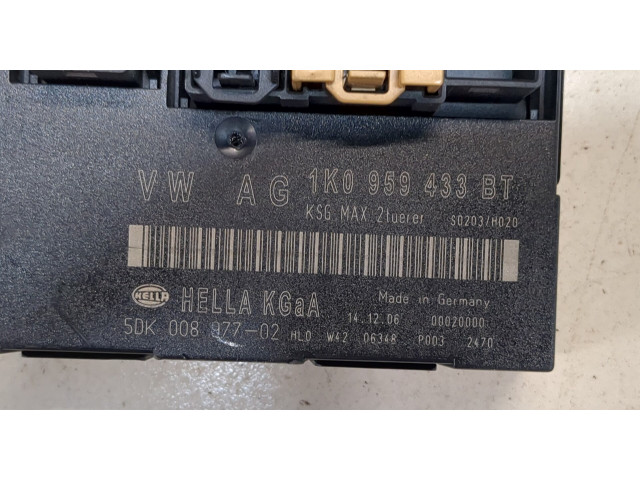 VW AG 1K0 959 433 BT
KSG MAX.2tuerer S0203/H020
HELLA HELLA KGaA Made in Germany
14.12.06 00020000
5DK 008 977-02 HLO W42 06348 P003 2470